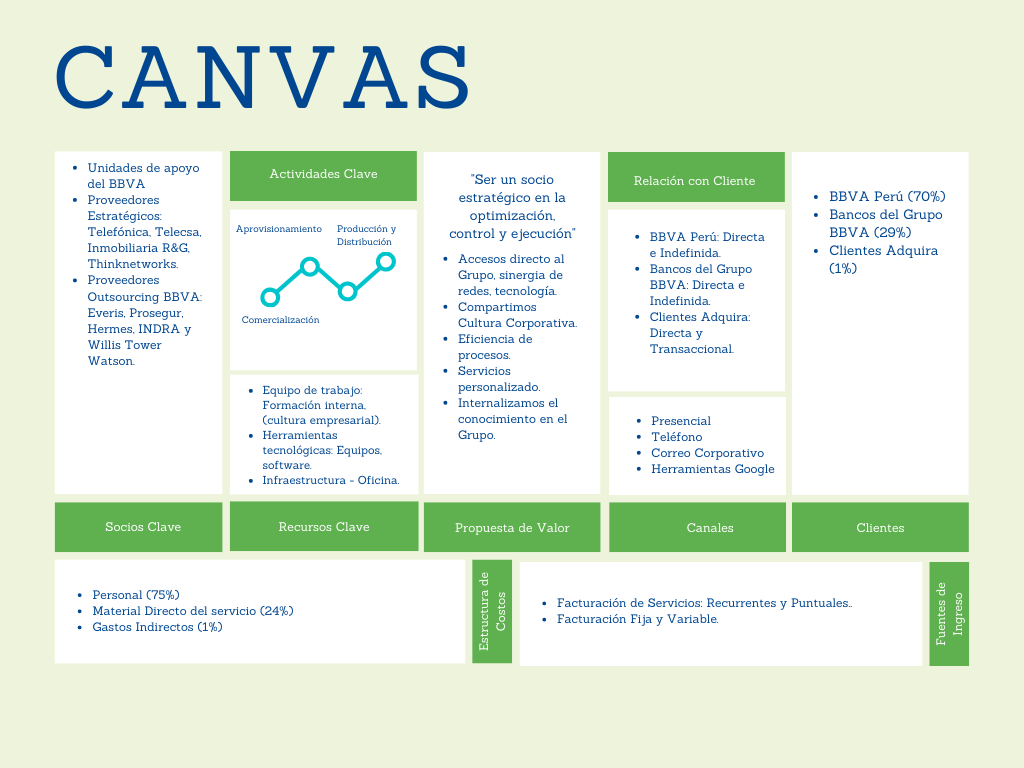 CANVAS
Unidades de apoyo
del BBVA
Proveedores
Estratégicos:
Telefónica, Telecsa,
Inmobiliaria R&G,
Thinknetworks.
Proveedores
Outsourcing BBVA:
Everis, Prosegur,
Hermes, INDRA y
Willis Tower
Watson.
Socios Clave
Actividades Clave
Aprovisionamiento
Producción y
Distribución
Comercialización
Equipo de trabajo:
Formación interna,
(cultura empresarial).
Herramientas
tecnológicas: Equipos,
software.
Infraestructura - Oficina.
Recursos Clave
"Ser un socio
estratégico en la
optimización,
control y ejecución"
Accesos directo al
Grupo, sinergia de
redes, tecnología.
Compartimos
Cultura Corporativa.
Eficiencia de
procesos.
Servicios
personalizado.
Internalizamos el
conocimiento en el
Grupo.
Propuesta de Valor
Relación con Cliente
BBVA Perú: Directa
e Indefinida.
Bancos del Grupo
BBVA: Directa e
Indefinida.
Clientes Adquira:
Directa y
Transaccional.
Presencial
Teléfono
Correo Corporativo
Herramientas Google
Canales
BBVA Perú (70%)
Bancos del Grupo
BBVA (29%)
Clientes Adquira
(1%)
Clientes
Personal (75%)
Material Directo del servicio (24%)
Gastos Indirectos (1%)
Estructura de
Costos
Facturación de Servicios: Recurrentes y Puntuales..
Facturación Fija y Variable.
Fuentes de
Ingreso